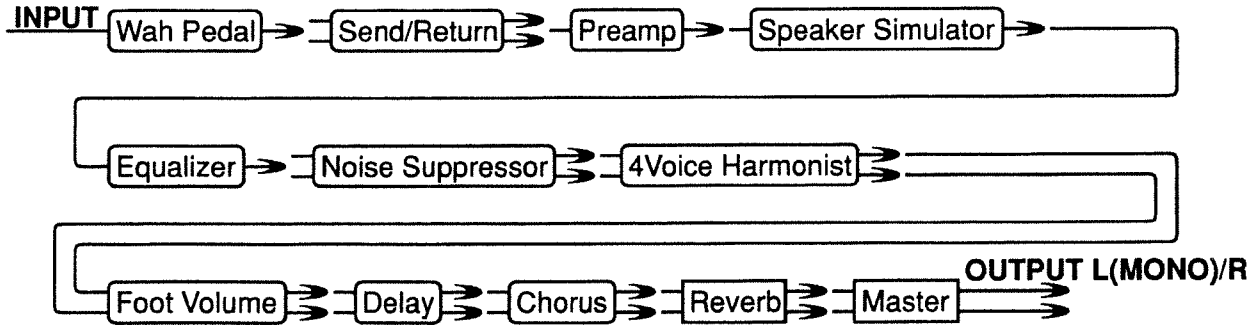 INPUT Wah Pedal Send/Return Preamp Speaker Simulator
Equalizer Noise Suppressor 4Voice Harmonist
OUTPUT L(MONO)/R
Foot Volume Delay Chorus Reverb Master